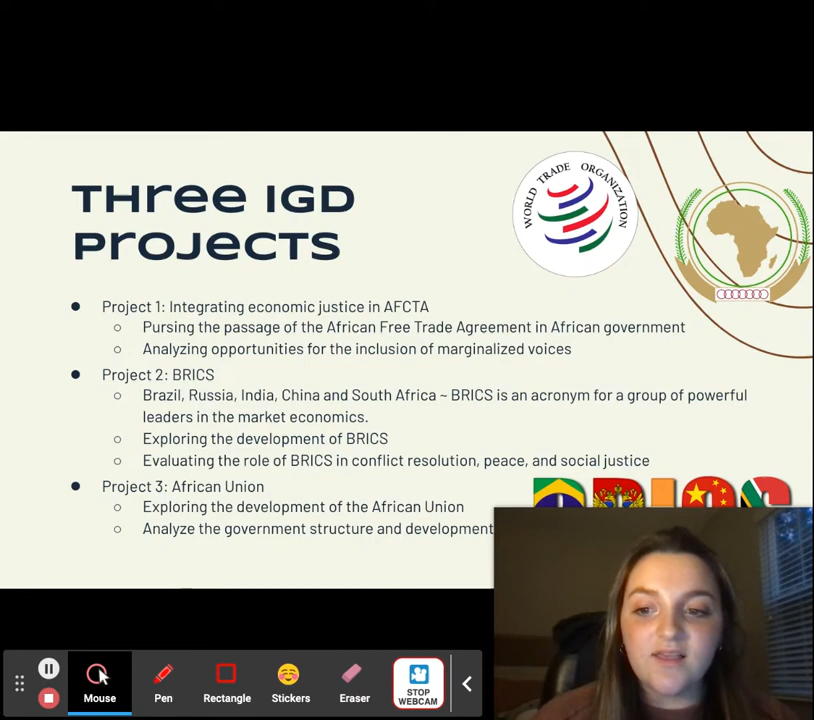 Three IGD
Projects
WORLD TRADE ORGANIZATION
● Project 1: Integrating economic justice in AFCTA
○ Pursing the passage of the African Free Trade Agreement in African government
○ Analyzing opportunities for the inclusion of marginalized voices
● Project 2: BRICS
○ Brazil, Russia, India, China and South Africa ~ BRICS is an acronym for a group of powerful
leaders in the market economics.
○ Exploring the development of BRICS
○ Evaluating the role of BRICS in conflict resolution, peace, and social justice
● Project 3: African Union
○ Exploring the development of the African Union
○ Analyze the government structure and development
BRICS
Mouse
Pen
Rectangle
Stickers
Eraser
STOP
WEBCAM